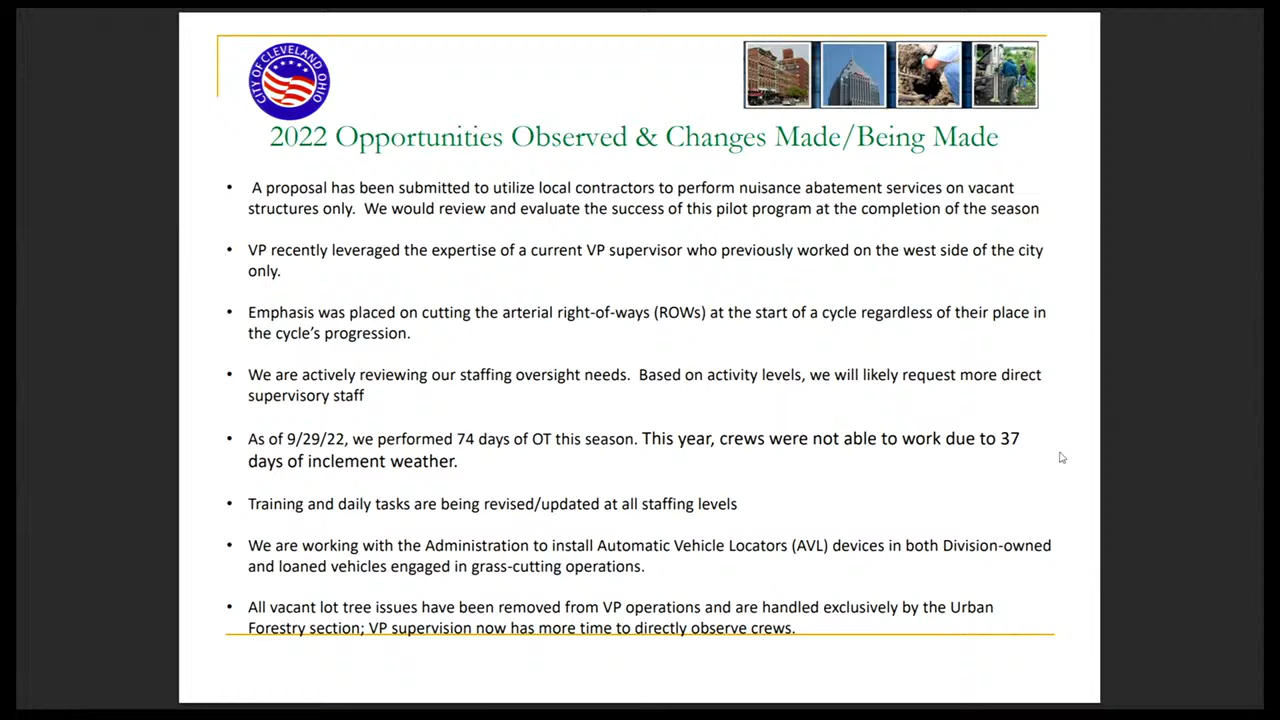 CITY OF CLEVELAND OHIO
2022 Opportunities Observed & Changes Made/Being Made
• A proposal has been submitted to utilize local contractors to perform nuisance abatement services on vacant
structures only. We would review and evaluate the success of this pilot program at the completion of the season
• VP recently leveraged the expertise of a current VP supervisor who previously worked on the west side of the city
only.
• Emphasis was placed on cutting the arterial right-of-ways (ROWs) at the start of a cycle regardless of their place in
the cycle's progression.
• We are actively reviewing our staffing oversight needs. Based on activity levels, we will likely request more direct
supervisory staff
• As of 9/29/22, we performed 74 days of OT this season. This year, crews were not able to work due to 37
days of inclement weather.
• Training and daily tasks are being revised/updated at all staffing levels
• We are working with the Administration to install Automatic Vehicle Locators (AVL) devices in both Division-owned
and loaned vehicles engaged in grass-cutting operations.
• All vacant lot tree issues have been removed from VP operations and are handled exclusively by the Urban
Forestry section; VP supervision now has more time to directly observe crews.